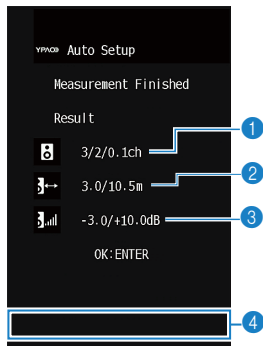 YPAO Auto Setup
Measurement Finished
Result
3/2/0.1ch 1
3.0/10.5m 2
-3.0/+10.0dB 3
OK:ENTER
4